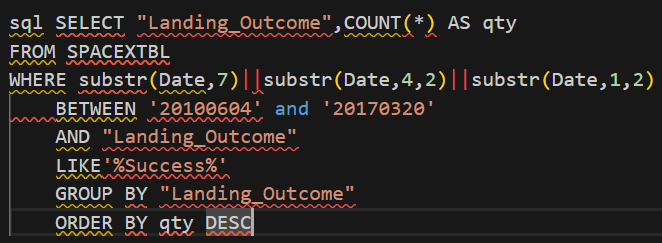 sql SELECT "Landing_Outcome",COUNT(*) AS qty
FROM SPACEXTBL
WHERE substr(Date,7)||substr(Date,4,2)||substr(Date,1,2)
BETWEEN '20100604' and '20170320'
AND "Landing_Outcome"
LIKE'%Success%'
GROUP BY "Landing_Outcome"
ORDER BY qty DESC